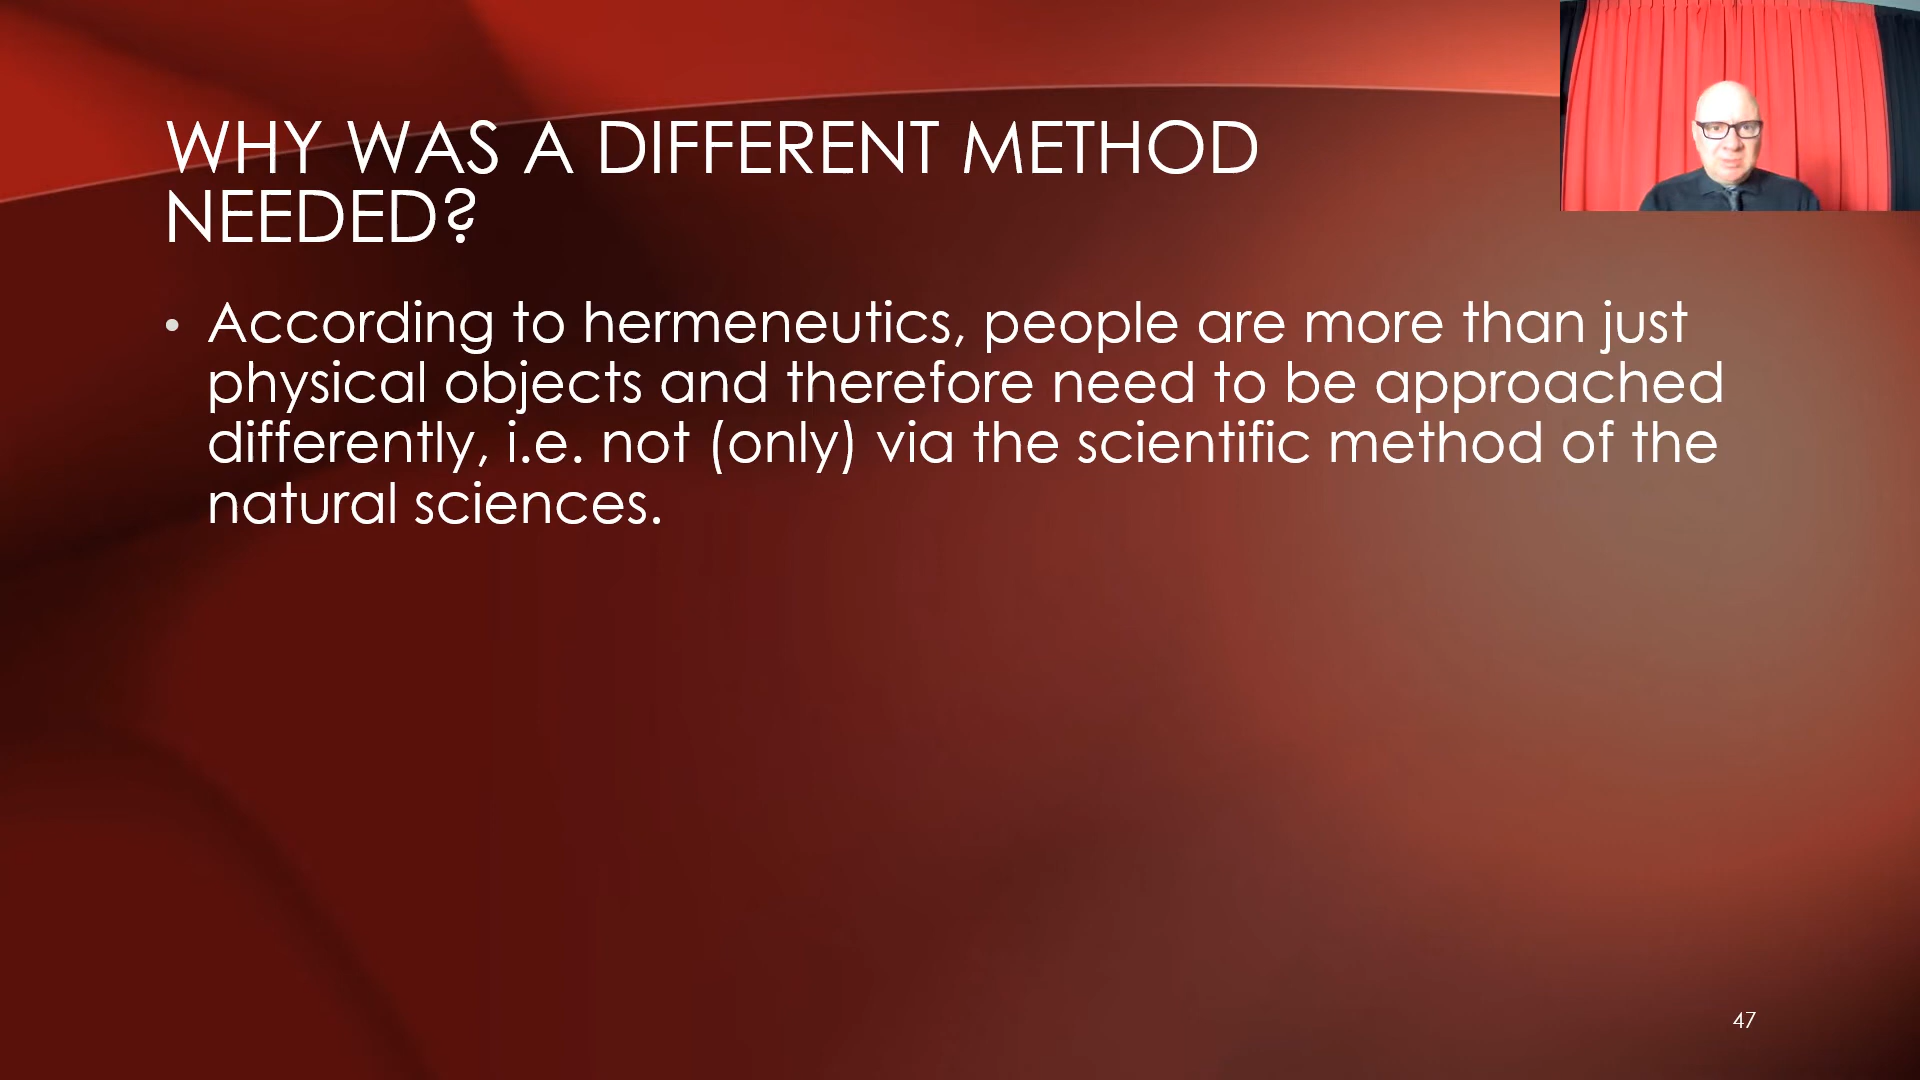 WHY WAS A DIFFERENT METHOD
NEEDED?
• According to hermeneutics, people are more than just
physical objects and therefore need to be approached
differently, i.e. not (only) via the scientific method of the
natural sciences.
47